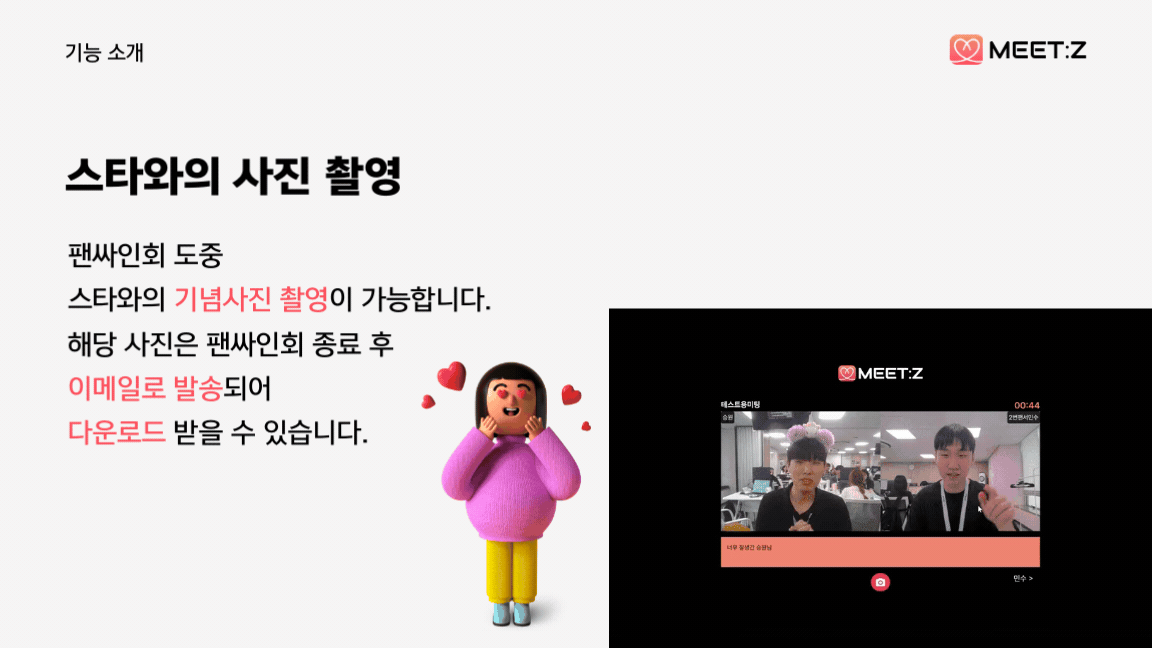 기능 소개
MEET:Z
스타와의 사진 촬영
팬싸인회 도중
스타와의 기념사진 촬영이 가능합니다.
해당 사진은 팬싸인회 종료 후
이메일로 발송되어
다운로드 받을 수 있습니다.
MEET:Z
테스트용미팅
00:44
승원
2번팬서민수
너무 잘생긴 승원님
민수 >